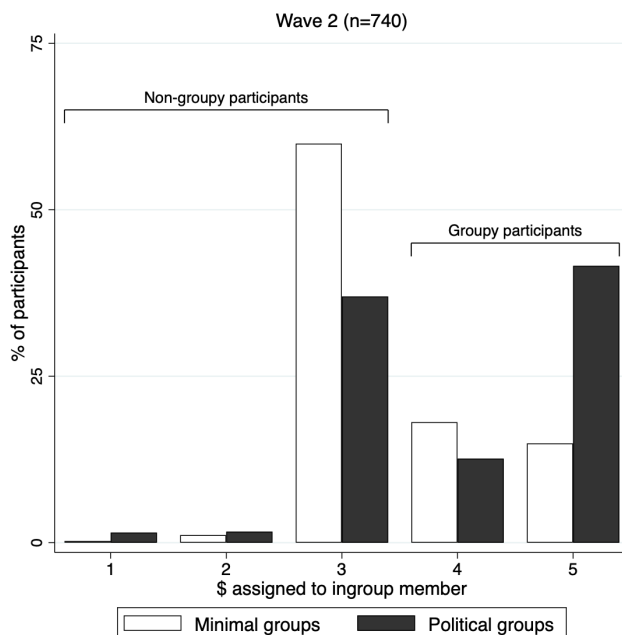 Wave 2 (n=740)
75
Non-groupy participants
50
Groupy participants
% of participants
25
0
1 2 3 4 5
$ assigned to ingroup member
Minimal groups Political groups